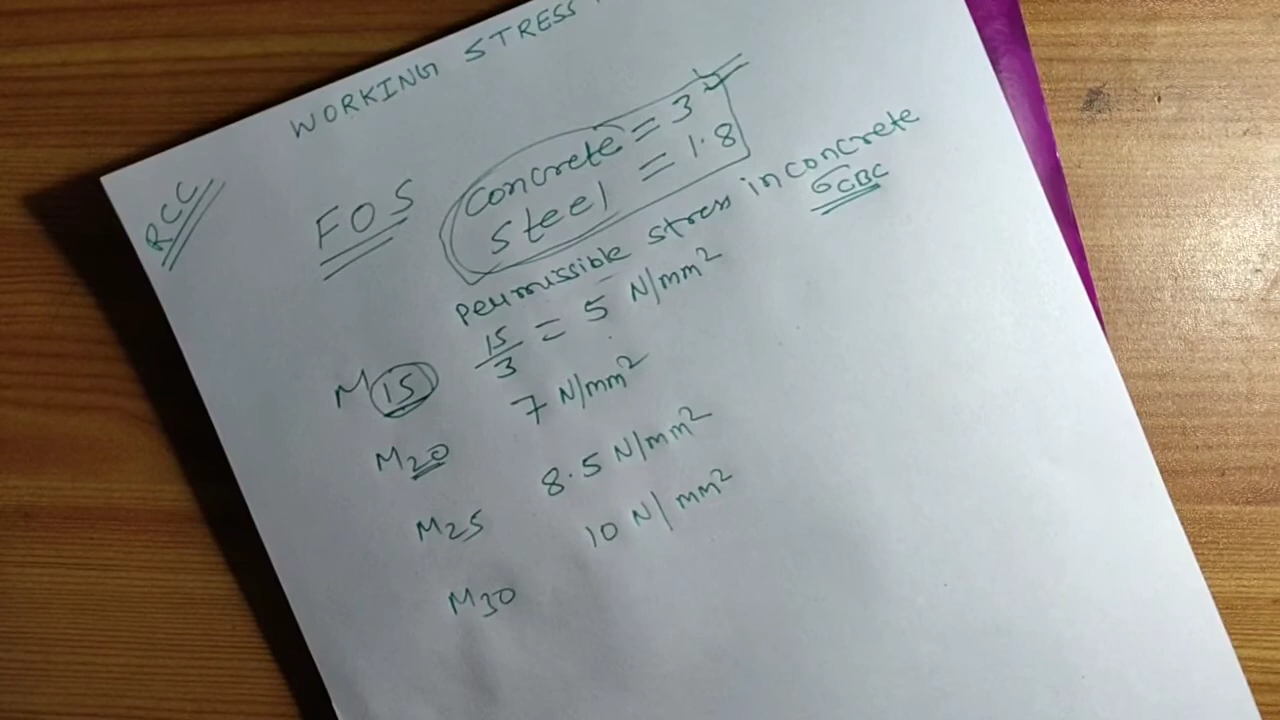 WORKING STRESS
RCC
FOS
Concrete = 3
Steel = 1.8
Permissible stress in concrete
σCBC
M15 15/3 = 5 N/mm²
M20 7 N/mm²
M25 8.5 N/mm²
M30 10 N/mm²